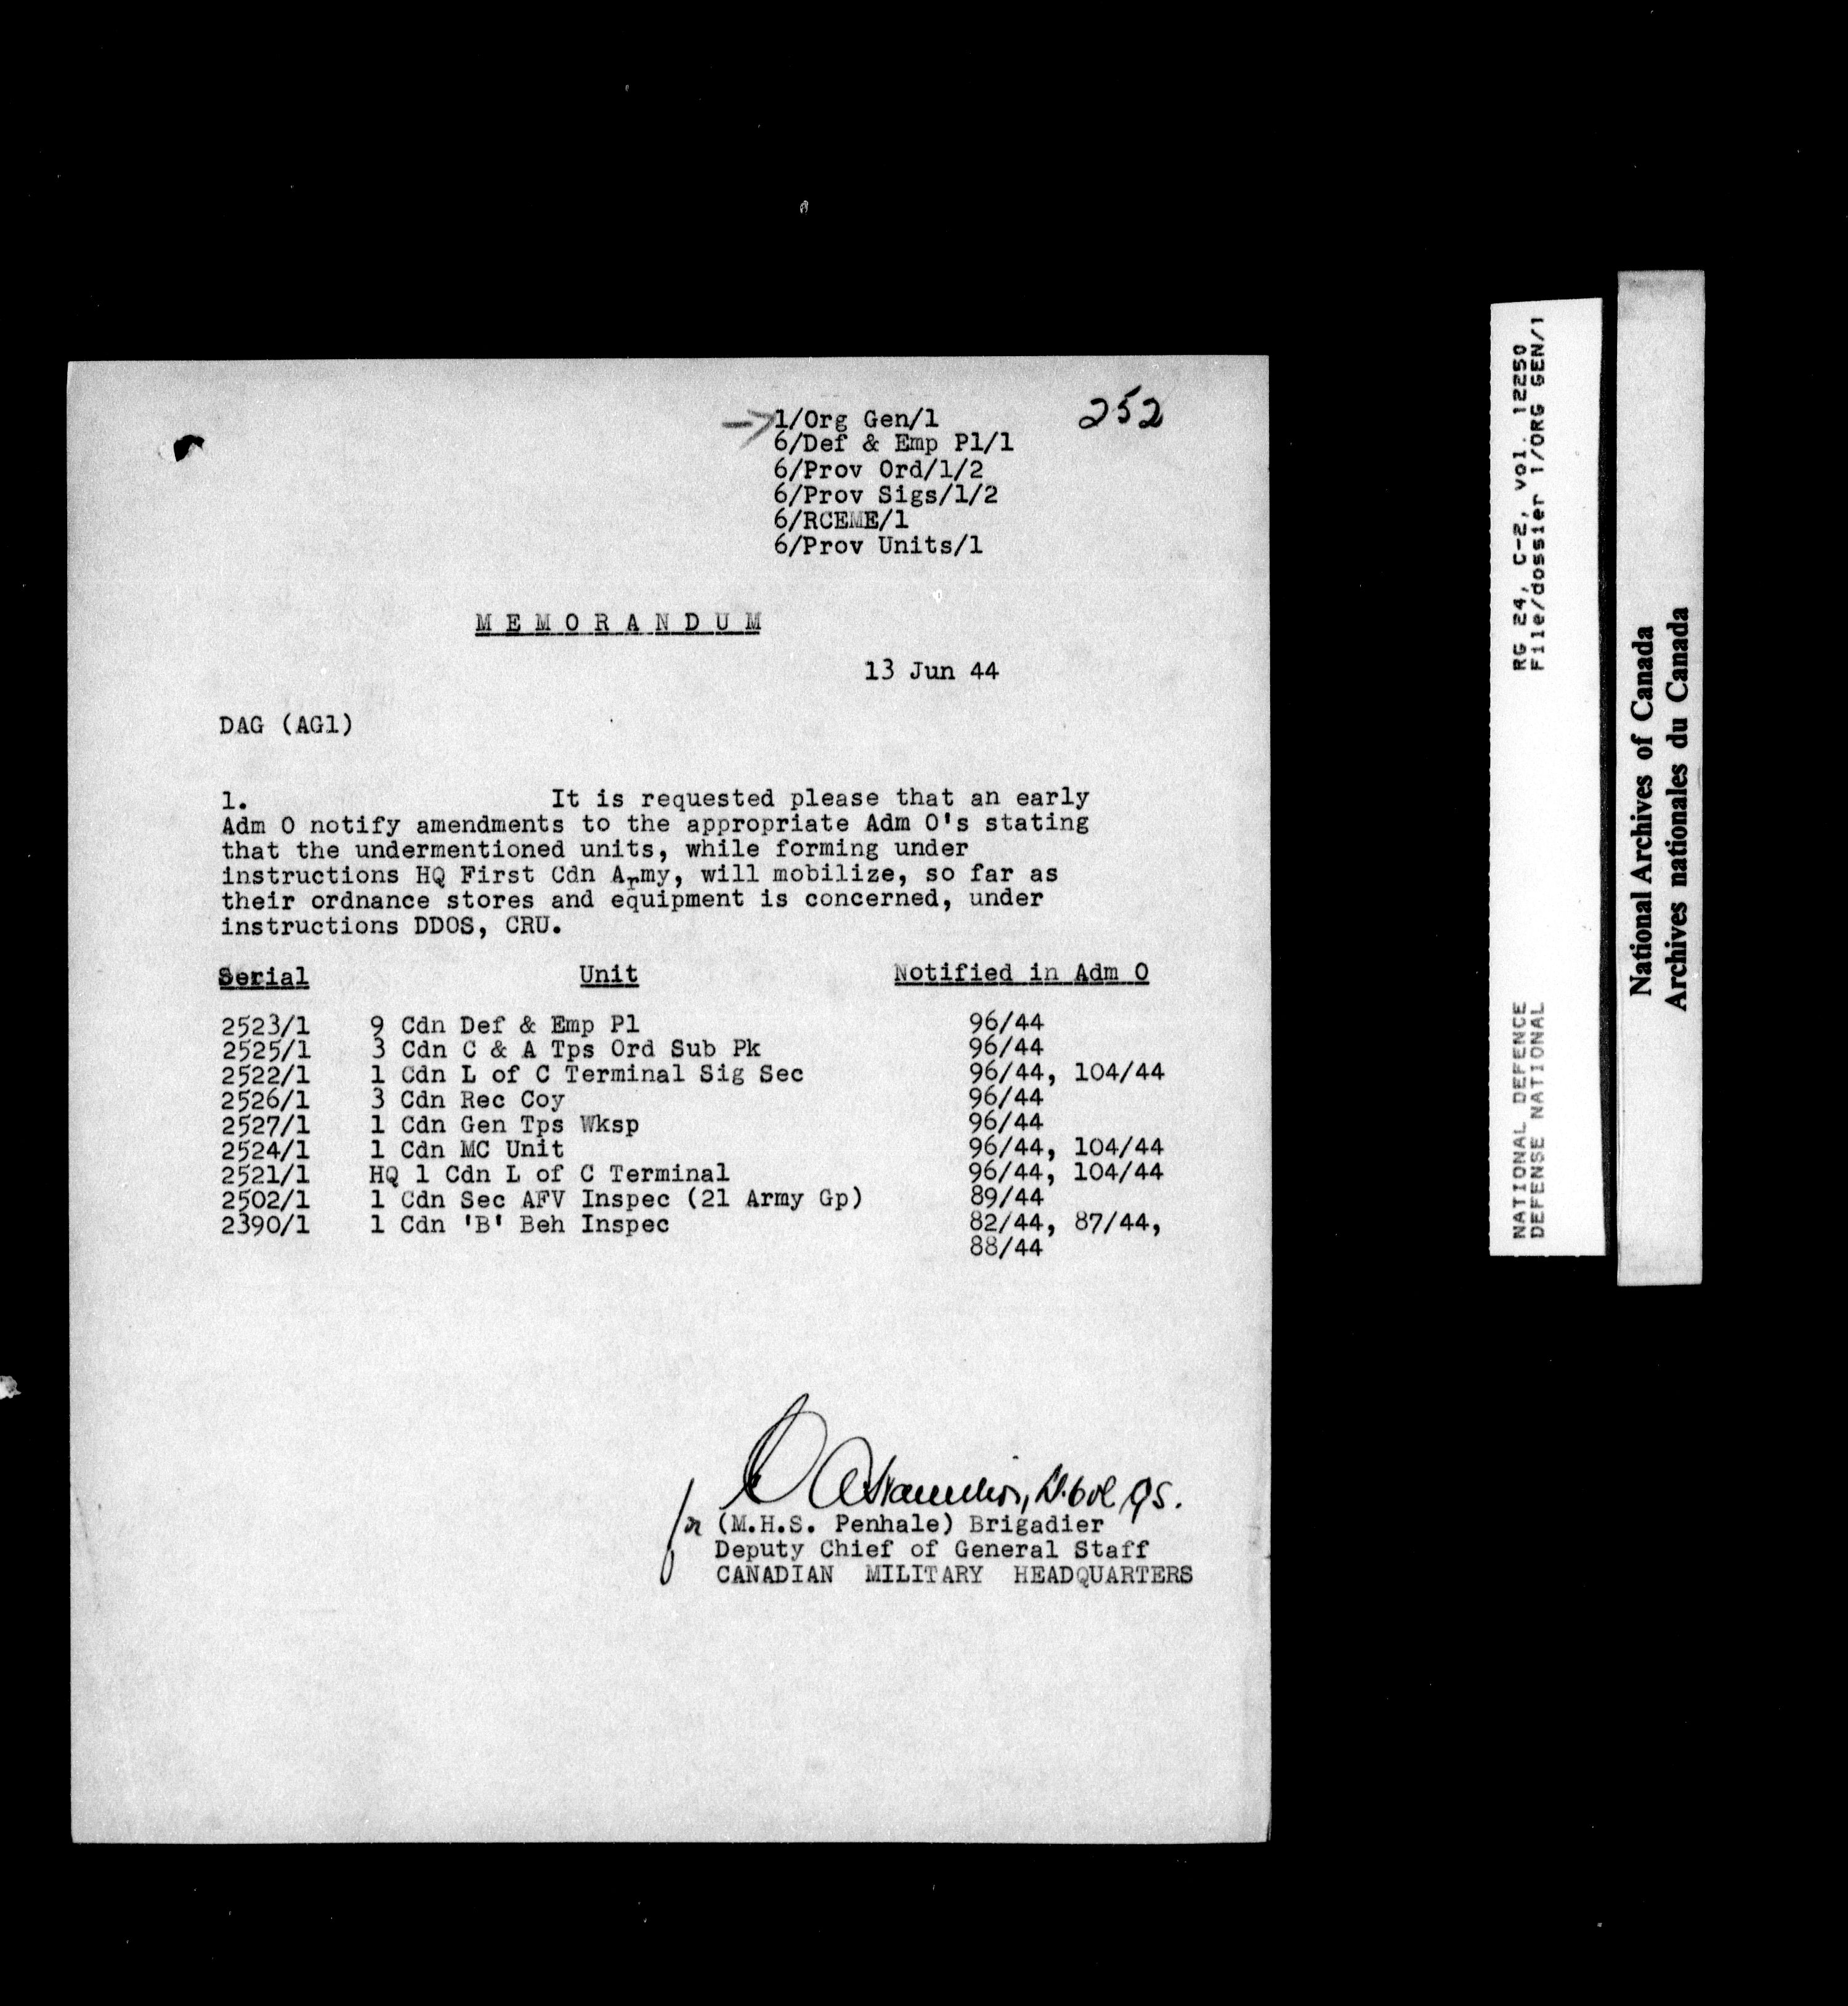 252
1/Org Gen/1
6/Def & Emp Pl/1
6/Prov Ord/1/2
6/Prov Sigs/1/2
6/RCEME/1
6/Prov Units/1
MEMORANDUM
13 Jun 44
DAG (AG1)
1. It is requested please that an early
Adm O notify amendments to the appropriate Adm O's stating
that the undermentioned units, while forming under
instructions HQ First Cdn Army, will mobilize, so far as
their ordnance stores and equipment is concerned, under
instructions DDOS, CRU.
Serial Unit Notified in Adm O
2523/1 9 Cdn Def & Emp Pl 96/44
2525/1 3 Cdn C & A Tps Ord Sub Pk 96/44
2522/1 1 Cdn L of C Terminal Sig Sec 96/44, 104/44
2526/1 3 Cdn Rec Coy 96/44
2527/1 1 Cdn Gen Tps Wksp 96/44
2524/1 1 Cdn MC Unit 96/44, 104/44
2521/1 HQ 1 Cdn L of C Terminal 96/44, 104/44
2502/1 1 Cdn Sec AFV Inspec (21 Army Gp) 89/44
2390/1 1 Cdn 'B' Beh Inspec 82/44, 87/44,
88/44
for (M.H.S. Penhale) Brigadier
Deputy Chief of General Staff
CANADIAN MILITARY HEADQUARTERS
RG 24, C-2, vol. 12250
File/dossier 1/ORG GEN/1
NATIONAL DEFENCE
DEFENSE NATIONAL
National Archives of Canada
Archives nationales du Canada